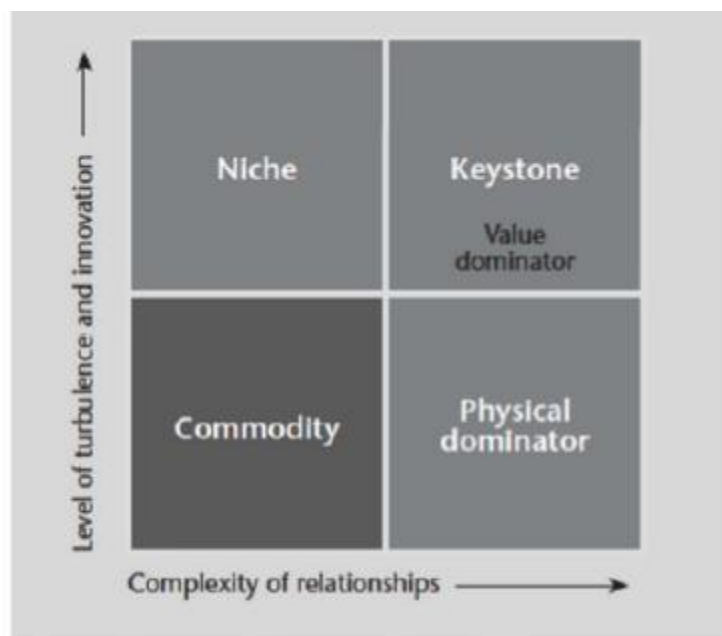 Level of turbulence and innovation
Niche
Keystone
Value
dominator
Commodity
Physical
dominator
Complexity of relationships